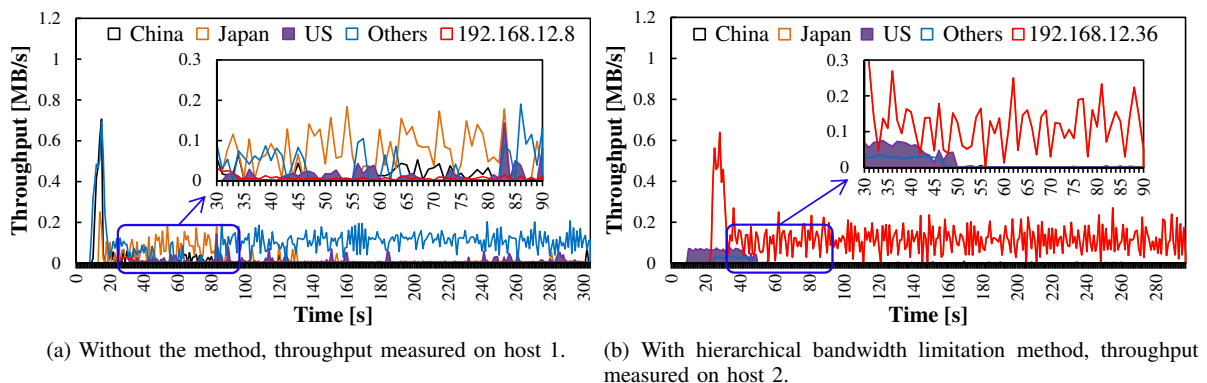 1.2
1
0.8
0.6
0.4
0.2
0
Throughput [MB/s]
China Japan US Others 192.168.12.8
0.3
0.2
0.1
0
30 35 40 45 50 55 60 65 70 75 80 85 90
0 20 40 60 80 100 120 140 160 180 200 220 240 260 280 300
Time [s]
(a) Without the method, throughput measured on host 1.
1.2
1
0.8
0.6
0.4
0.2
0
Throughput [MB/s]
China Japan US Others 192.168.12.36
0.3
0.2
0.1
0
30 35 40 45 50 55 60 65 70 75 80 85 90
0 20 40 60 80 100 120 140 160 180 200 220 240 260 280
Time [s]
(b) With hierarchical bandwidth limitation method, throughput
measured on host 2.